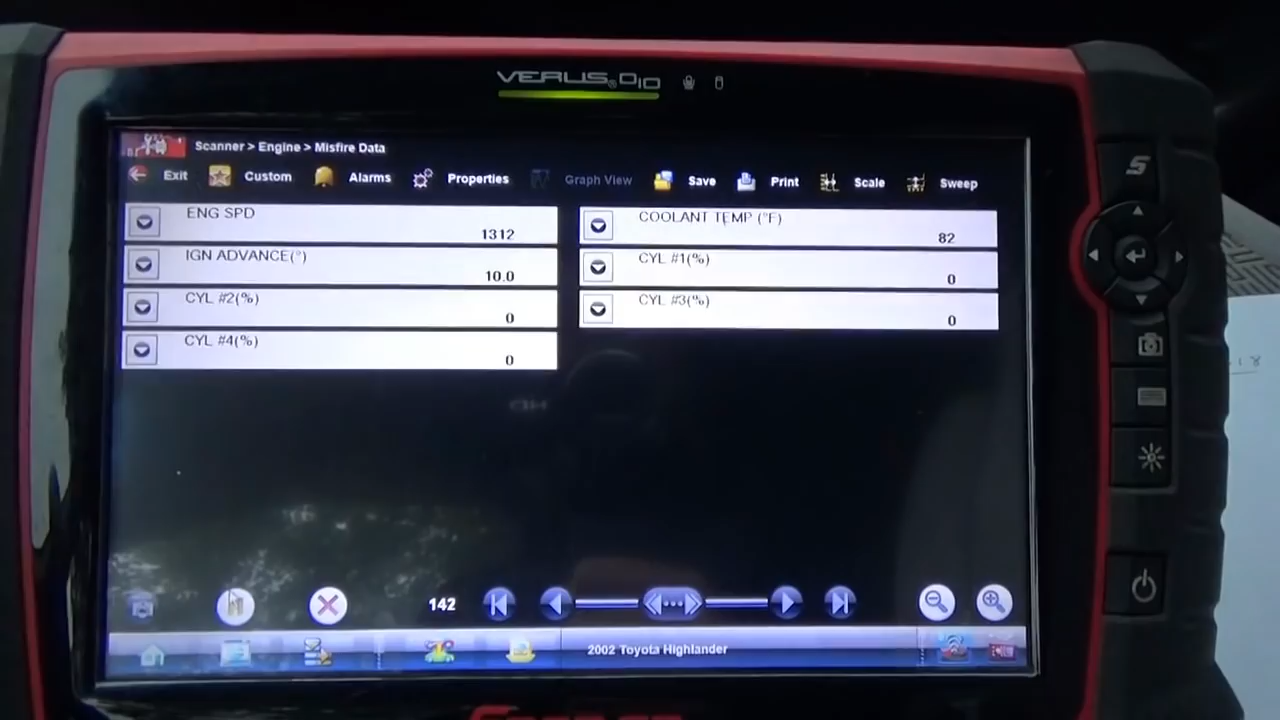 VERUS® D10
Scanner > Engine > Misfire Data
Exit Custom Alarms Properties Graph View Save Print Scale Sweep
ENG SPD
1312
COOLANT TEMP (°F)
82
IGN ADVANCE(°)
10.0
CYL #1(%)
0
CYL #2(%)
0
CYL #3(%)
0
CYL #4(%)
0
142
2002 Toyota Highlander
S